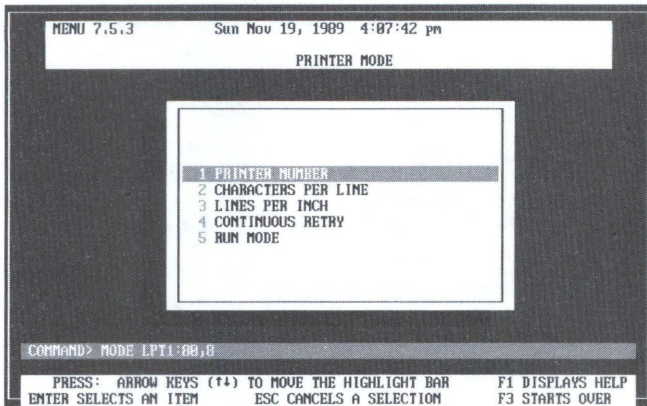 MENU 7.5.3 Sun Nov 19, 1989 4:07:42 pm
PRINTER MODE
1 PRINTER NUMBER
2 CHARACTERS PER LINE
3 LINES PER INCH
4 CONTINUOUS RETRY
5 RUN MODE
COMMAND> MODE LPT1:80,8
PRESS: ARROW KEYS (↑↓) TO MOVE THE HIGHLIGHT BAR F1 DISPLAYS HELP
ENTER SELECTS AN ITEM ESC CANCELS A SELECTION F3 STARTS OVER